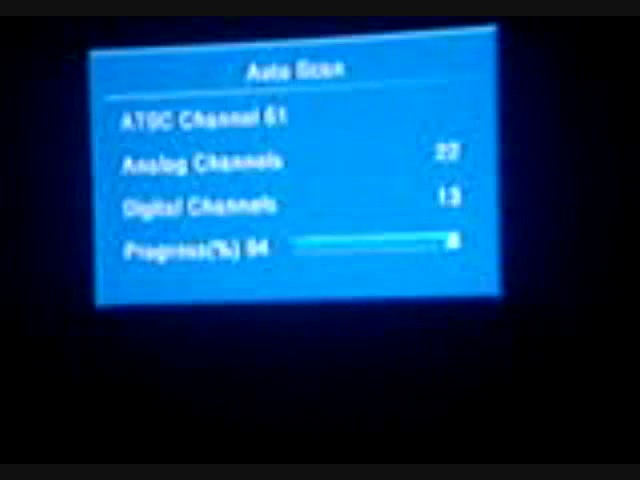 Auto Scan
ATSC Channel 61
Analog Channels 22
Digital Channels 13
Progress(%) 94